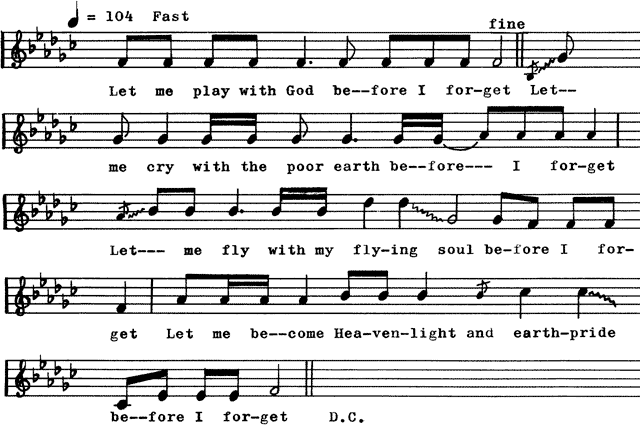 = 104 Fast
fine
Let me play with God be--fore I for-get Let--
me cry with the poor earth be--fore--- I for-get
Let--- me fly with my fly-ing soul be-fore I for-
get Let me be--come Hea-ven-light and earth-pride
be--fore I for-get D.C.